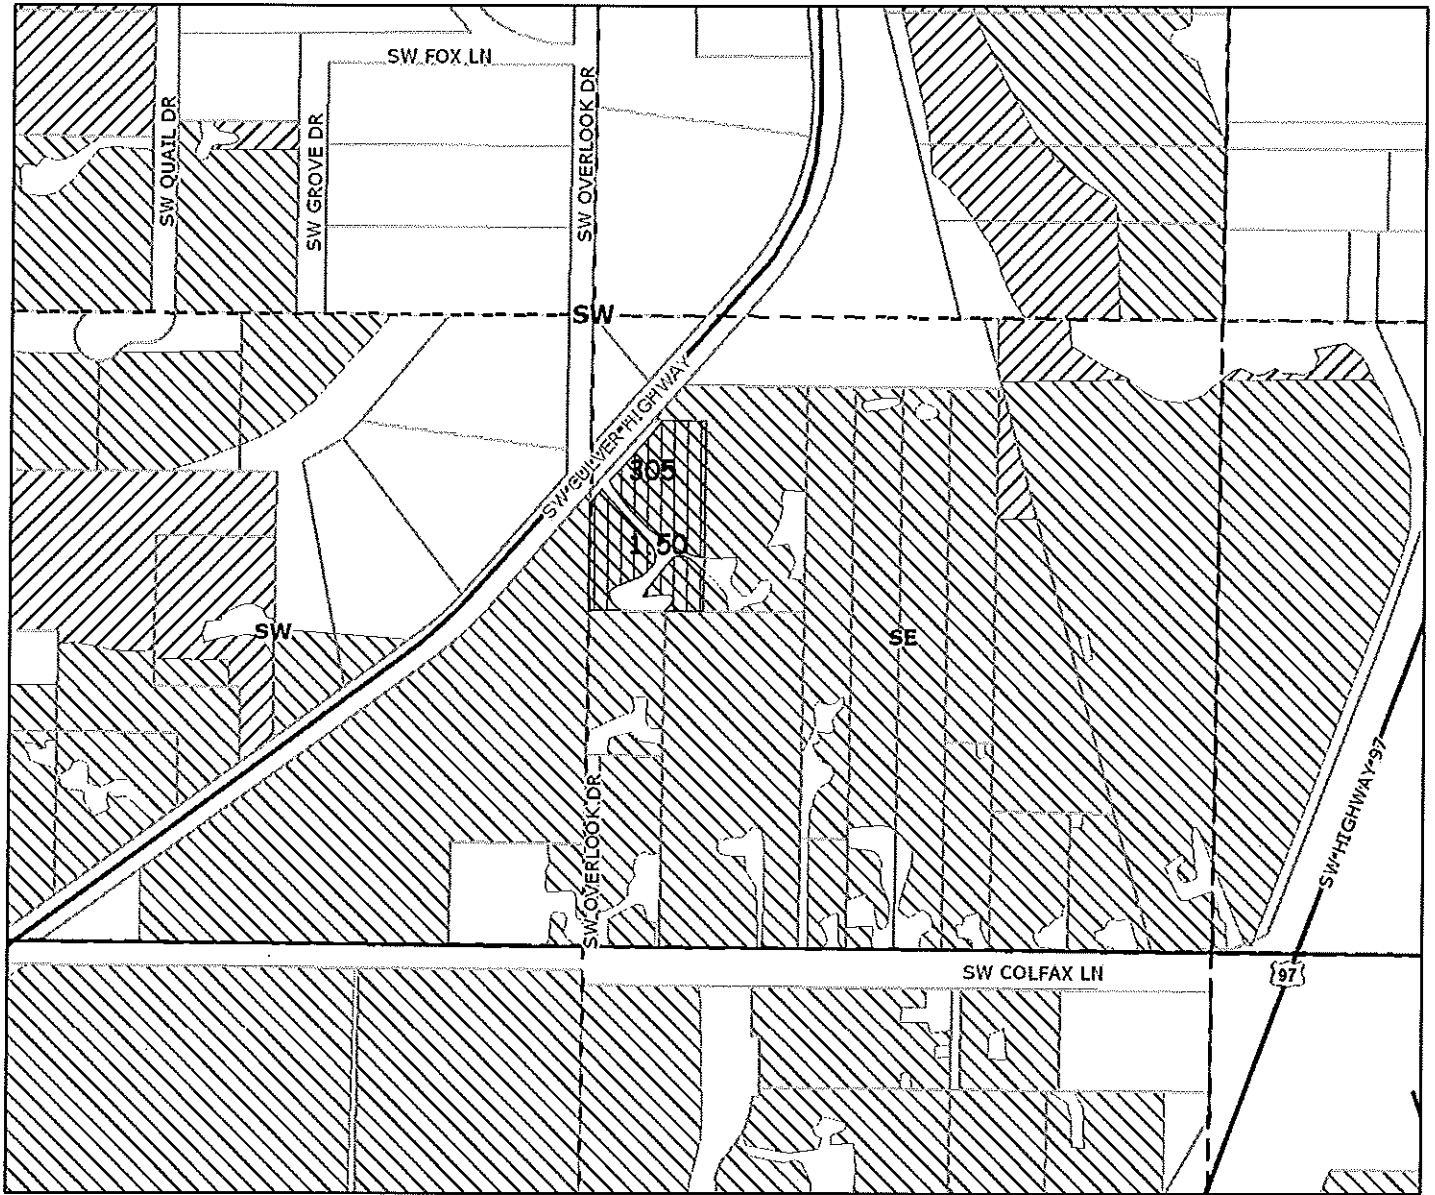 SW FOX LN
SW QUAIL DR
SW GROVE DR
SW OVERLOOK DR
SW
SW CULVER HIGHWAY
305
1.50
SW
SE
SW OVERLOOK DR
SW HIGHWAY 97
SW COLFAX LN
97